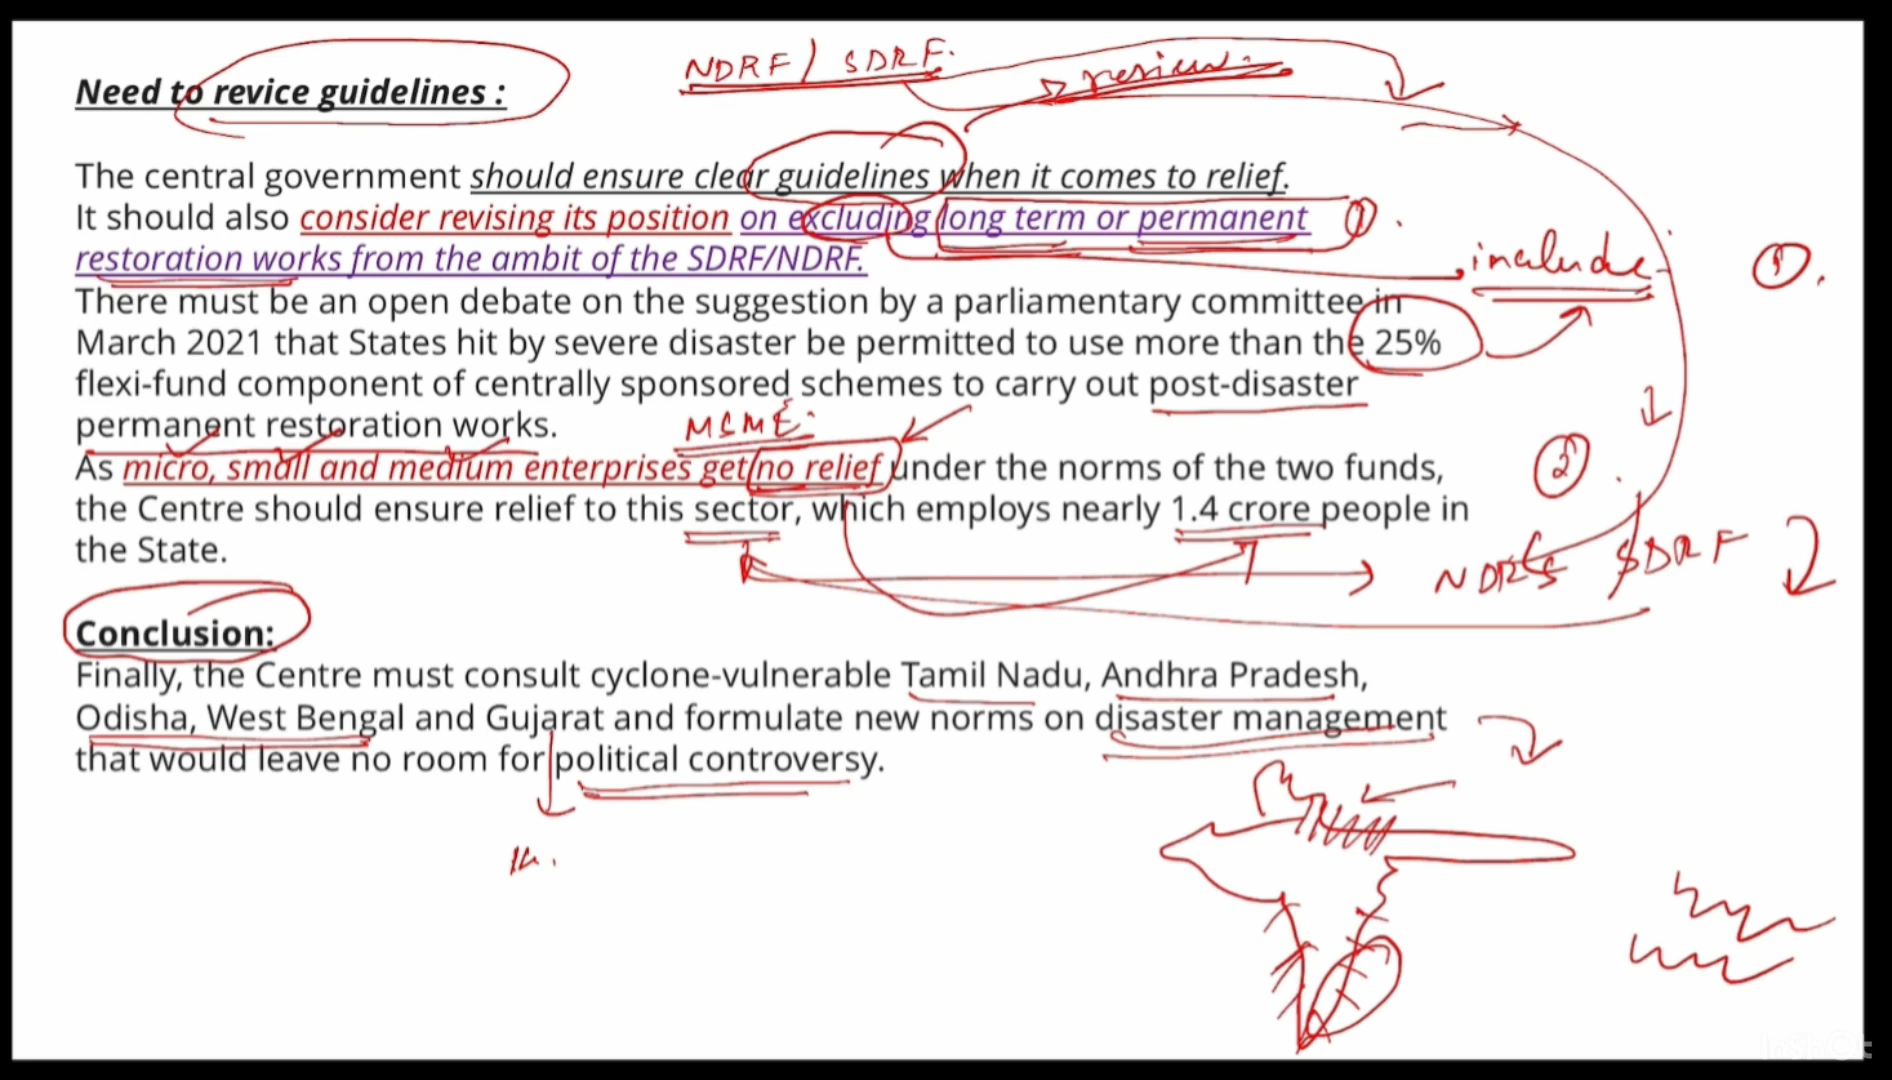 NDRF / SDRF.
review.
Need to revice guidelines :
The central government should ensure clear guidelines when it comes to relief.
It should also consider revising its position on excluding long term or permanent ①.
restoration works from the ambit of the SDRF/NDRF.
include
①.
There must be an open debate on the suggestion by a parliamentary committee in
March 2021 that States hit by severe disaster be permitted to use more than the 25%
flexi-fund component of centrally sponsored schemes to carry out post-disaster
permanent restoration works.
MSME
As micro, small and medium enterprises get no relief under the norms of the two funds,
②
the Centre should ensure relief to this sector, which employs nearly 1.4 crore people in
the State.
SDRF
Conclusion:
Finally, the Centre must consult cyclone-vulnerable Tamil Nadu, Andhra Pradesh,
Odisha, West Bengal and Gujarat and formulate new norms on disaster management
that would leave no room for political controversy.